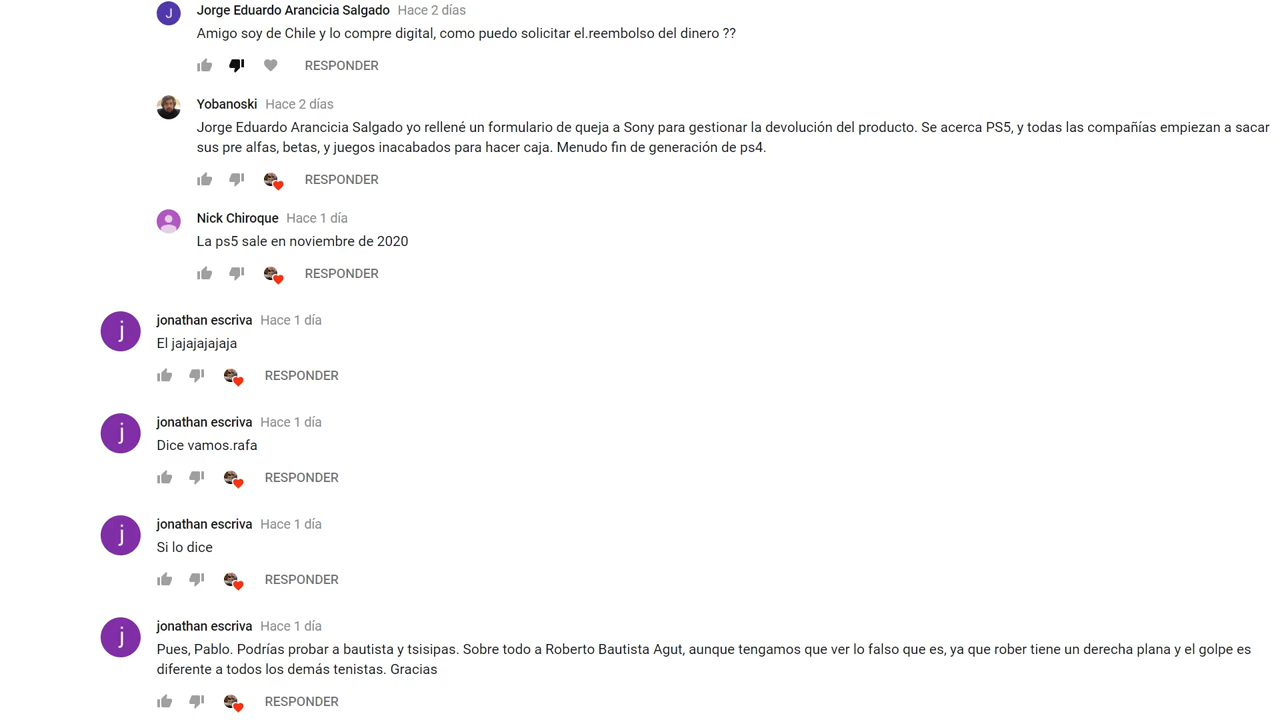 J
Jorge Eduardo Arancicia Salgado Hace 2 días
Amigo soy de Chile y lo compre digital, como puedo solicitar el.reembolso del dinero ??
RESPONDER
Yobanoski Hace 2 días
Jorge Eduardo Arancicia Salgado yo rellené un formulario de queja a Sony para gestionar la devolución del producto. Se acerca PS5, y todas las compañías empiezan a sacar
sus pre alfas, betas, y juegos inacabados para hacer caja. Menudo fin de generación de ps4.
RESPONDER
Nick Chiroque Hace 1 día
La ps5 sale en noviembre de 2020
RESPONDER
j
jonathan escriva Hace 1 día
El jajajajajaja
RESPONDER
j
jonathan escriva Hace 1 día
Dice vamos.rafa
RESPONDER
j
jonathan escriva Hace 1 día
Si lo dice
RESPONDER
j
jonathan escriva Hace 1 día
Pues, Pablo. Podrías probar a bautista y tsisipas. Sobre todo a Roberto Bautista Agut, aunque tengamos que ver lo falso que es, ya que rober tiene un derecha plana y el golpe es
diferente a todos los demás tenistas. Gracias
RESPONDER